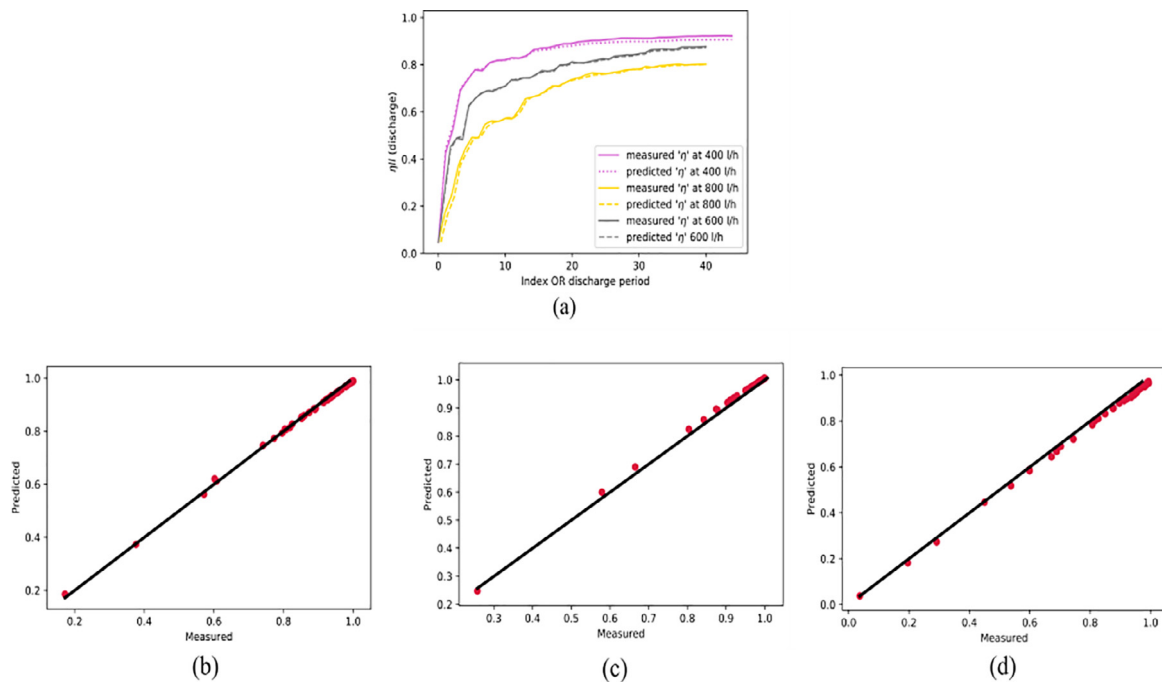 1.0
0.8
0.6
0.4
0.2
0.0
ηII (discharge)
measured 'η' at 400 l/h
predicted 'η' at 400 l/h
measured 'η' at 800 l/h
predicted 'η' at 800 l/h
measured 'η' at 600 l/h
predicted 'η' 600 l/h
0 10 20 30 40
Index OR discharge period
(a)
1.0
0.8
0.6
0.4
0.2
Predicted
0.2 0.4 0.6 0.8 1.0
Measured
(b)
1.0
0.9
0.8
0.7
0.6
0.5
0.4
0.3
0.2
Predicted
0.3 0.4 0.5 0.6 0.7 0.8 0.9 1.0
Measured
(c)
1.0
0.8
0.6
0.4
0.2
0.0
Predicted
0.0 0.2 0.4 0.6 0.8 1.0
Measured
(d)